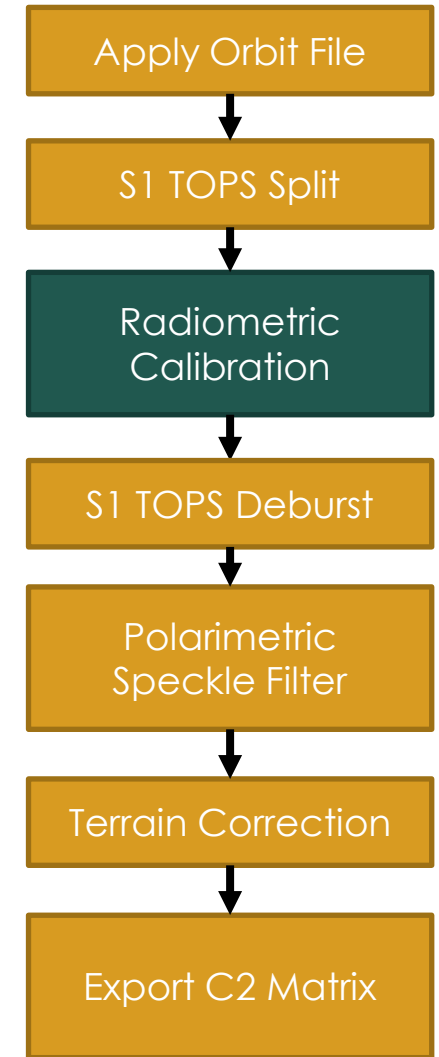 Apply Orbit File
S1 TOPS Split
Radiometric
Calibration
S1 TOPS Deburst
Polarimetric
Speckle Filter
Terrain Correction
Export C2 Matrix